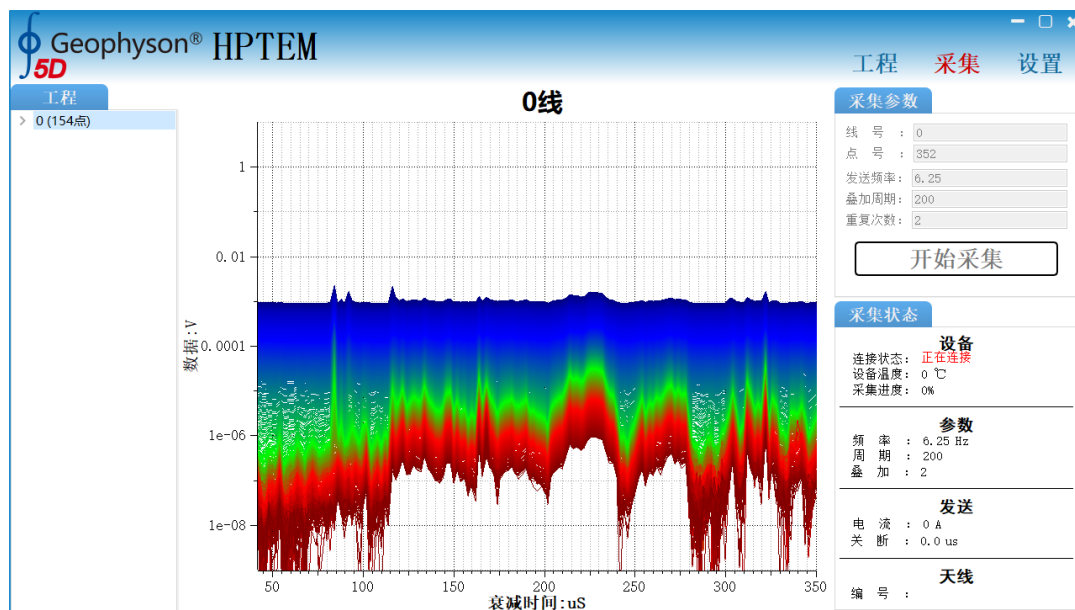 Geophyson® HPTEM
5D
工程 采集 设置
工程
0 (154点)
0线
1
0.01
0.0001
1e-06
1e-08
数据:V
50 100 150 200 250 300 350
衰减时间:uS
采集参数
线 号 : 0
点 号 : 352
发送频率: 6.25
叠加周期: 200
重复次数: 2
开始采集
采集状态
设备
连接状态: 正在连接
设备温度: 0 ℃
采集进度: 0%
参数
频 率 : 6.25 Hz
周 期 : 200
叠 加 : 2
发送
电 流 : 0 A
关 断 : 0.0 us
天线
编 号 :